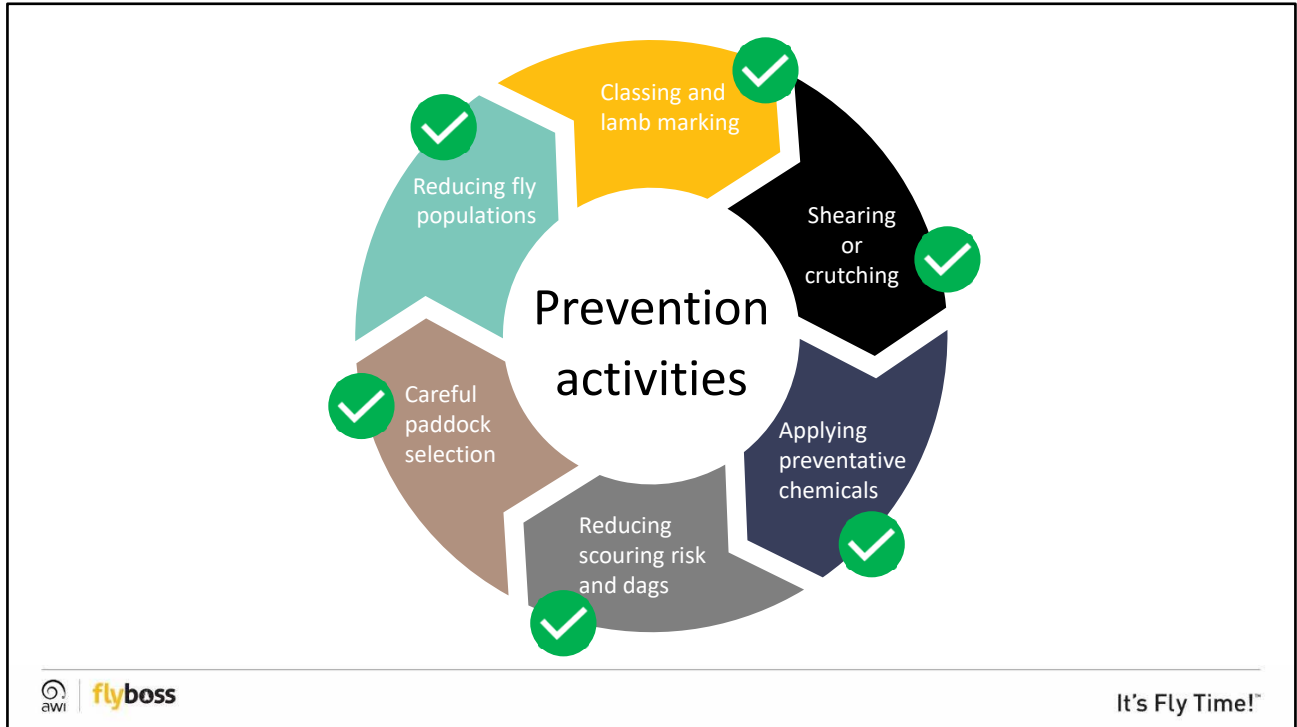 Prevention
activities
Classing and
lamb marking
Shearing
or
crutching
Applying
preventative
chemicals
Reducing
scouring risk
and dags
Careful
paddock
selection
Reducing fly
populations
awi
flyboss
It's Fly Time!™